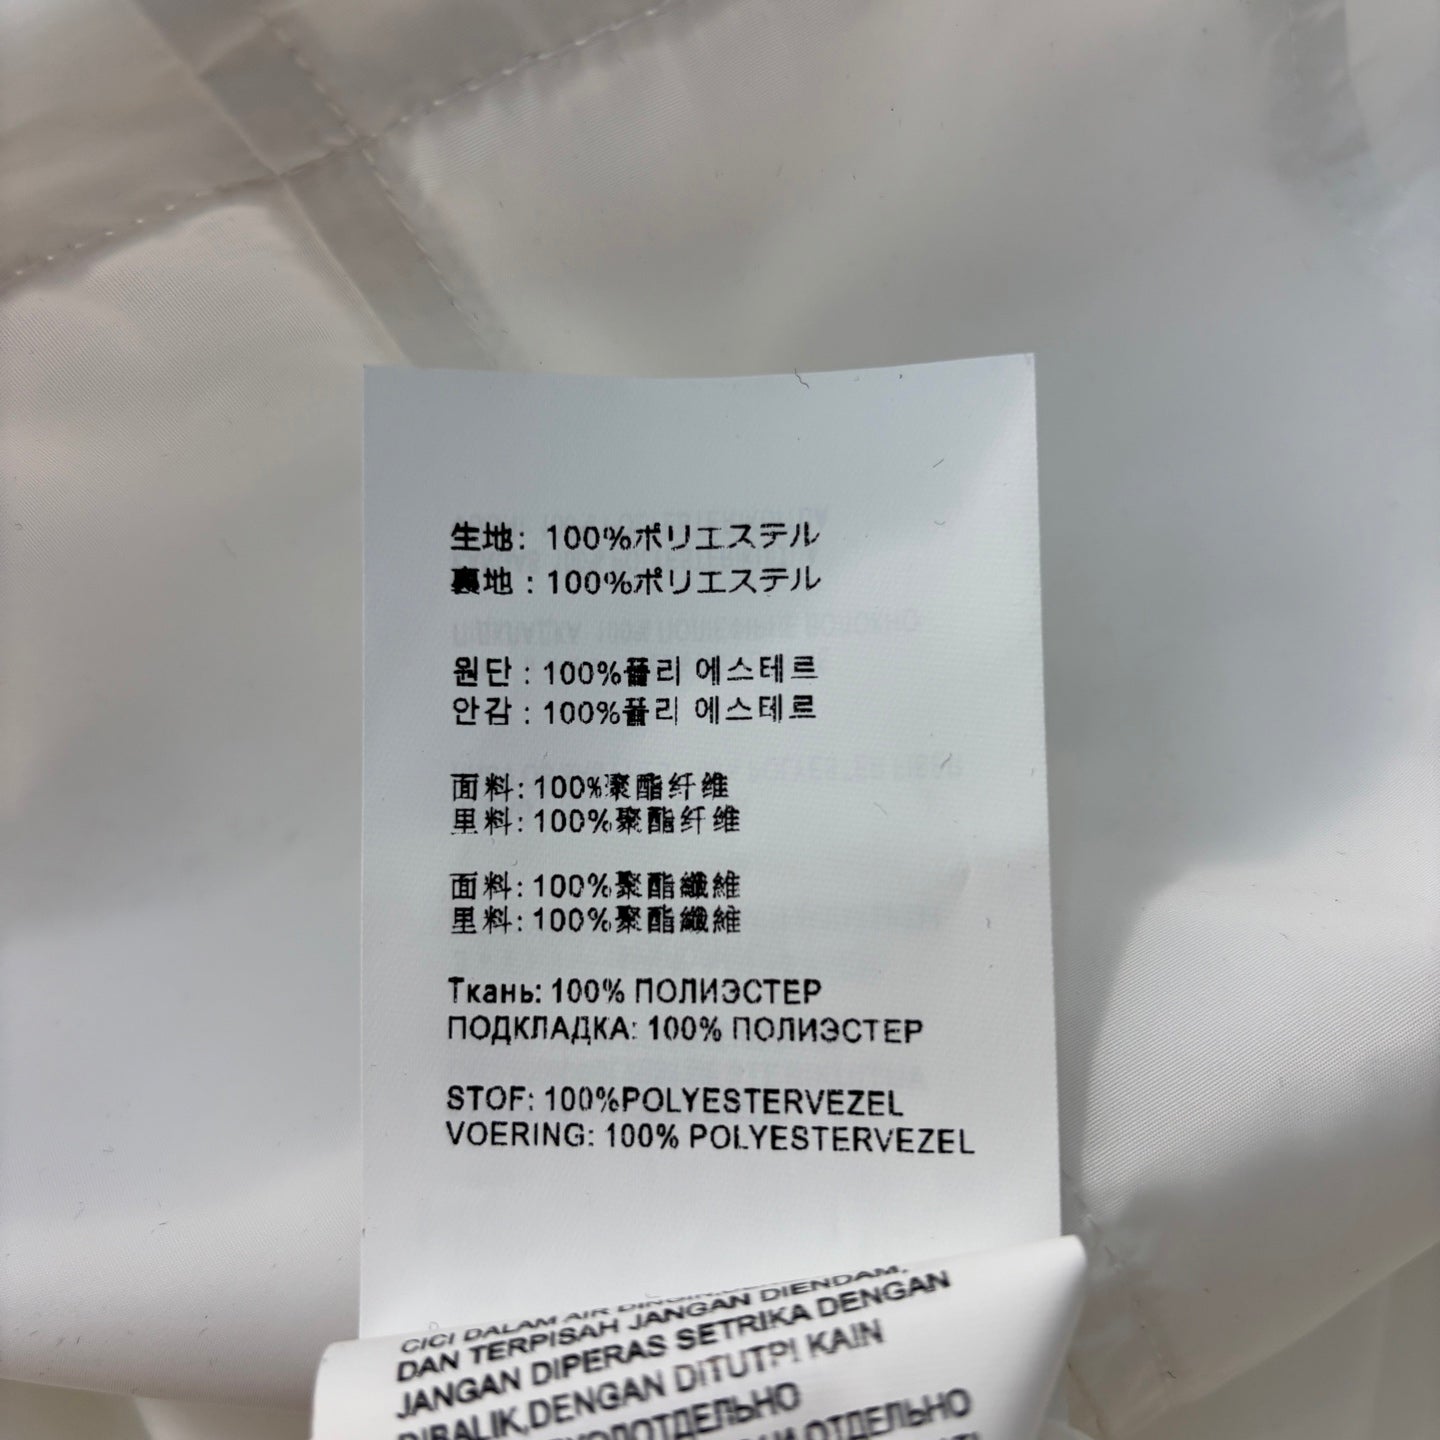 生地: 100%ポリエステル
裏地: 100%ポリエステル
원단 : 100%폴리 에스테르
안감 : 100%폴리 에스테르
面料: 100%聚酯纤维
里料: 100%聚酯纤维
面料: 100%聚酯纖維
里料: 100%聚酯纖維
Ткань: 100% ПОЛИЭСТЕР
ПОДКЛАДКА: 100% ПОЛИЭСТЕР
STOF: 100%POLYESTERVEZEL
VOERING: 100% POLYESTERVEZEL
CICI DALAM AIR
DAN TERPISAH JANGAN DIENDAM,
JANGAN DIPERAS SETRIKA DENGAN
DIBALIK,DENGAN DITUTPI KAIN
ОТДЕЛЬНО